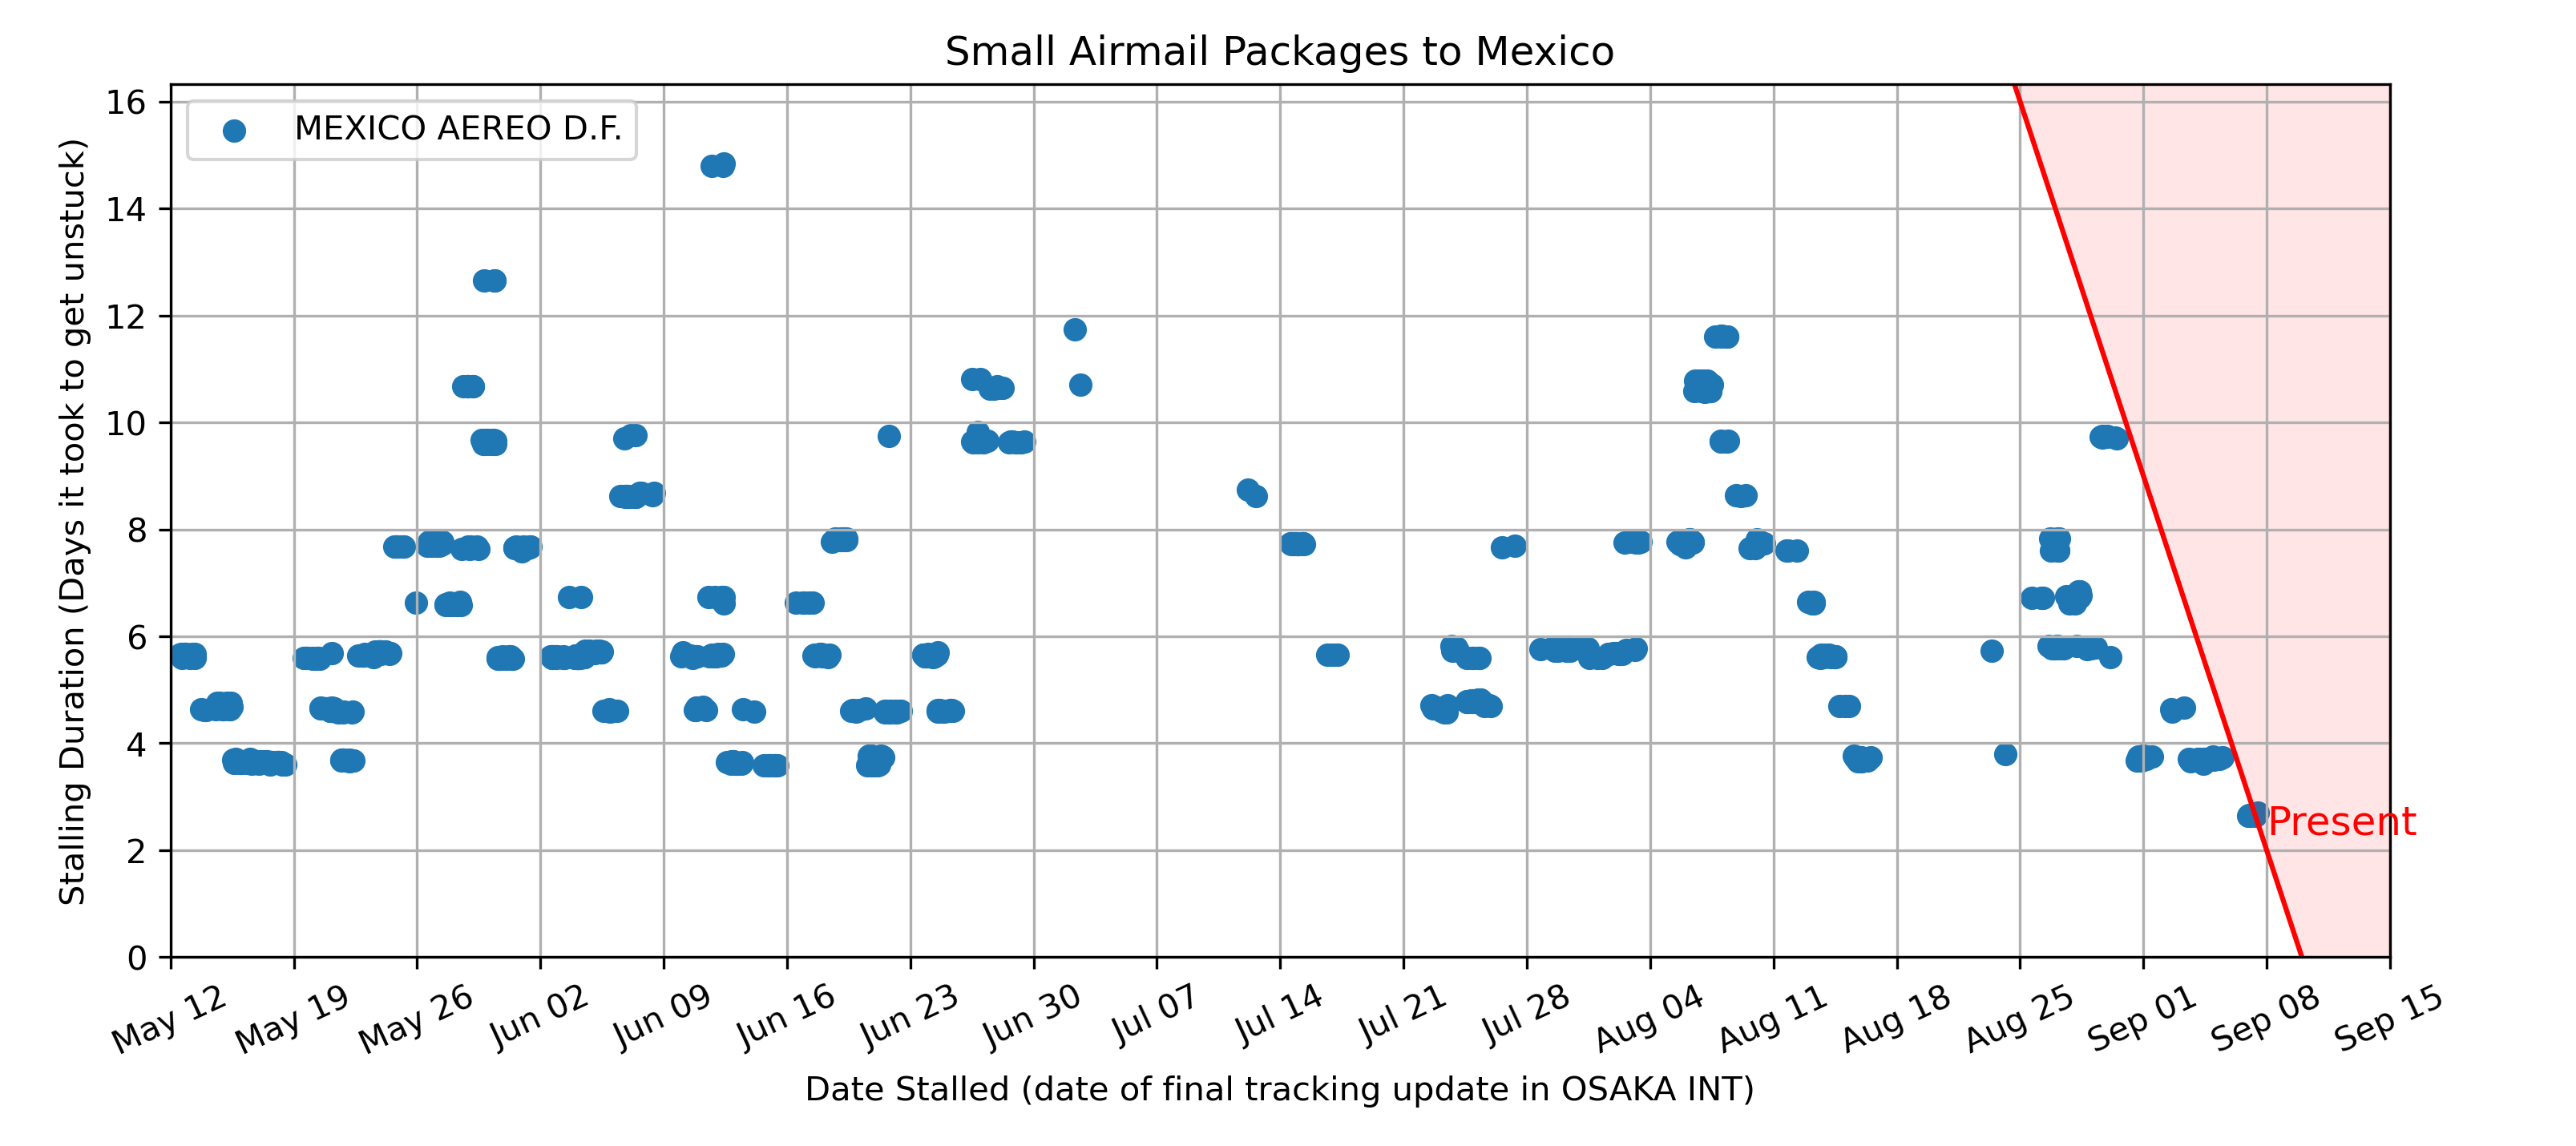 Small Airmail Packages to Mexico
MEXICO AEREO D.F.
Stalling Duration (Days it took to get unstuck)
16
14
12
10
8
6
4
2
0
Present
May 12
May 19
May 26
Jun 02
Jun 09
Jun 16
Jun 23
Jun 30
Jul 07
Jul 14
Jul 21
Jul 28
Aug 04
Aug 11
Aug 18
Aug 25
Sep 01
Sep 08
Sep 15
Date Stalled (date of final tracking update in OSAKA INT)